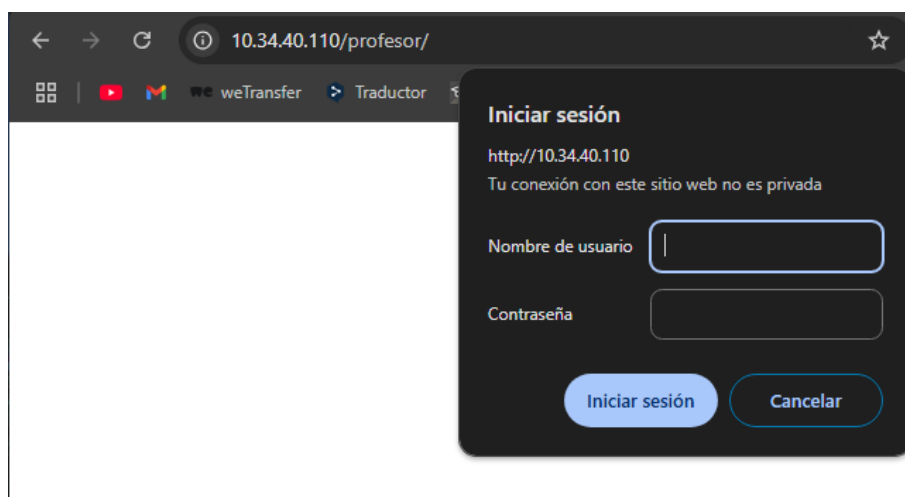 10.34.40.110/profesor/
we weTransfer Traductor
Iniciar sesión
http://10.34.40.110
Tu conexión con este sitio web no es privada
Nombre de usuario
Contraseña
Iniciar sesión Cancelar